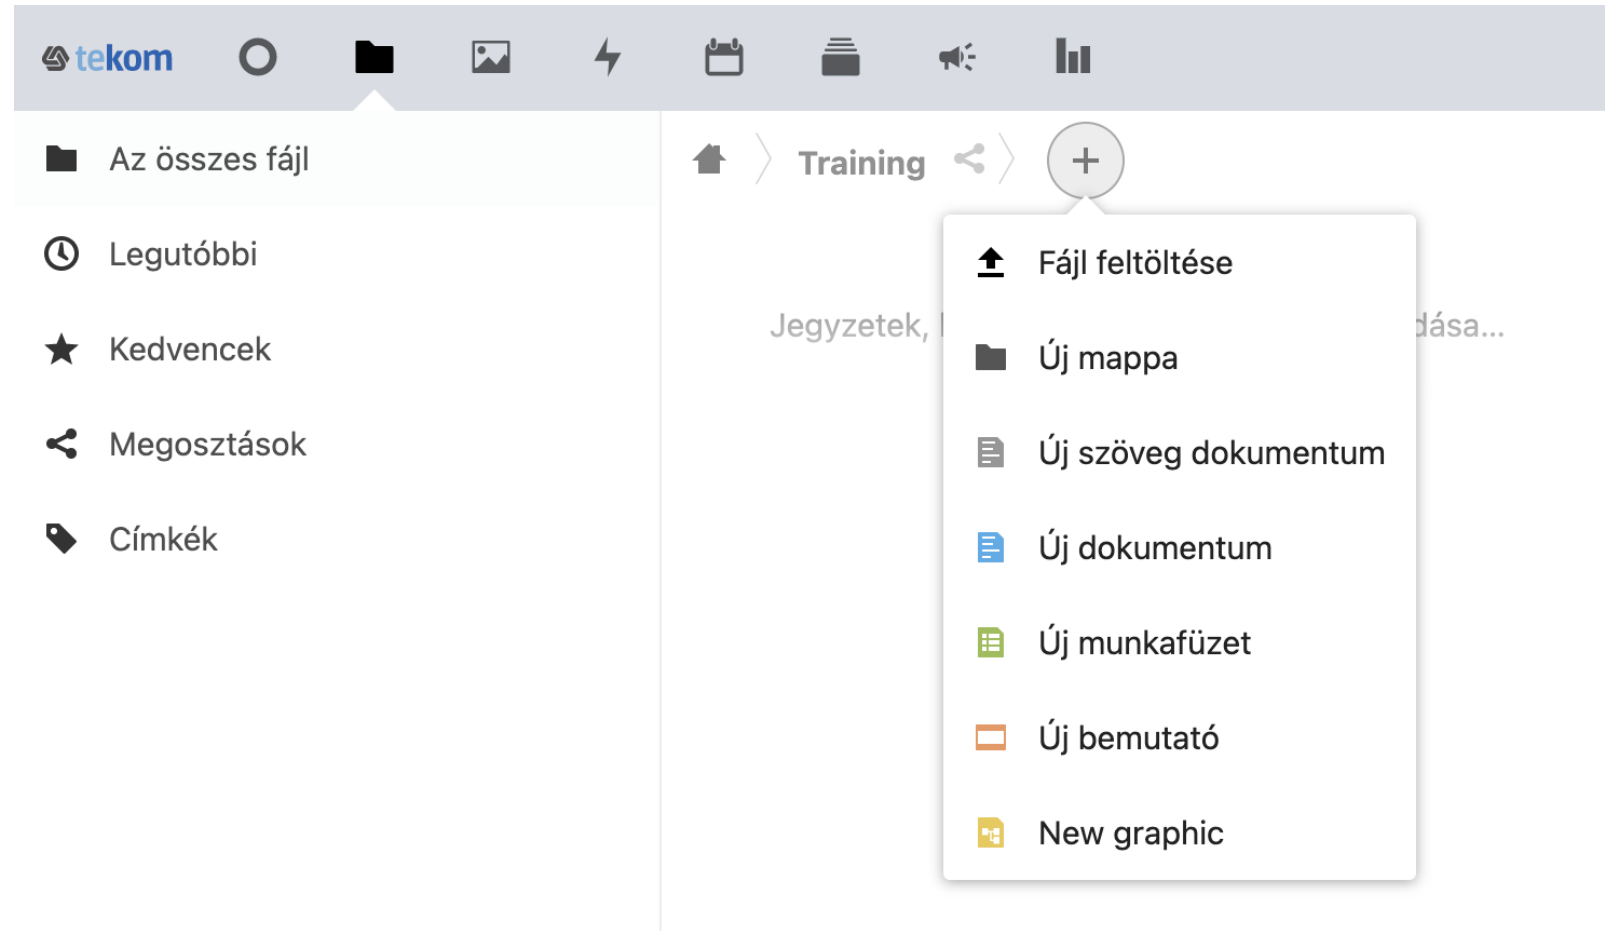 tekom
Az összes fájl
Training
Legutóbbi
Fájl feltöltése
Jegyzetek,
Kedvencek
Új mappa
Megosztások
Új szöveg dokumentum
Címkék
Új dokumentum
Új munkafüzet
Új bemutató
New graphic